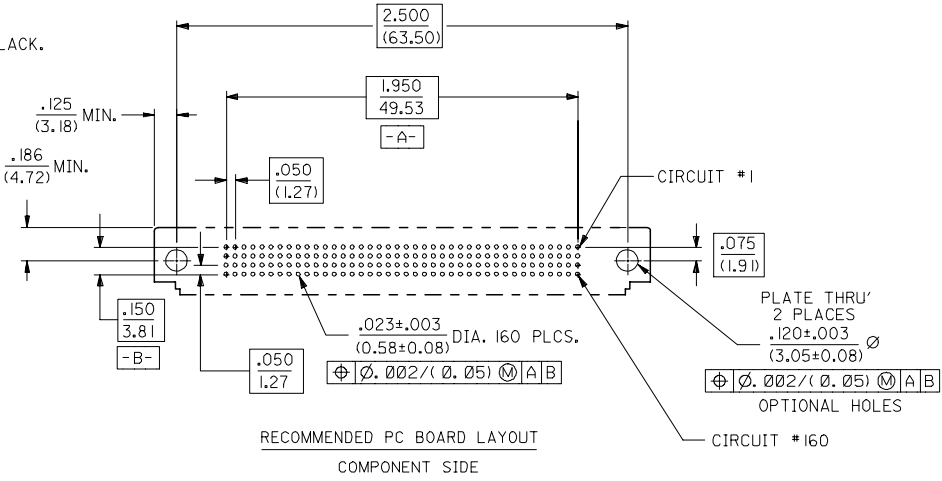 2.500
(63.50)
LACK.
1.950
49.53
-A-
.125
(3.18) MIN.
.186
(4.72) MIN.
.050
(1.27)
CIRCUIT #1
.075
(1.91)
.150
3.81
-B-
.050
1.27
.023±.003
(0.58±0.08) DIA. 160 PLCS.
⌖ Ø.002/(0.05) Ⓜ A B
PLATE THRU'
2 PLACES
.120±.003
(3.05±0.08) Ø
⌖ Ø.002/(0.05) Ⓜ A B
OPTIONAL HOLES
CIRCUIT #160
RECOMMENDED PC BOARD LAYOUT
COMPONENT SIDE